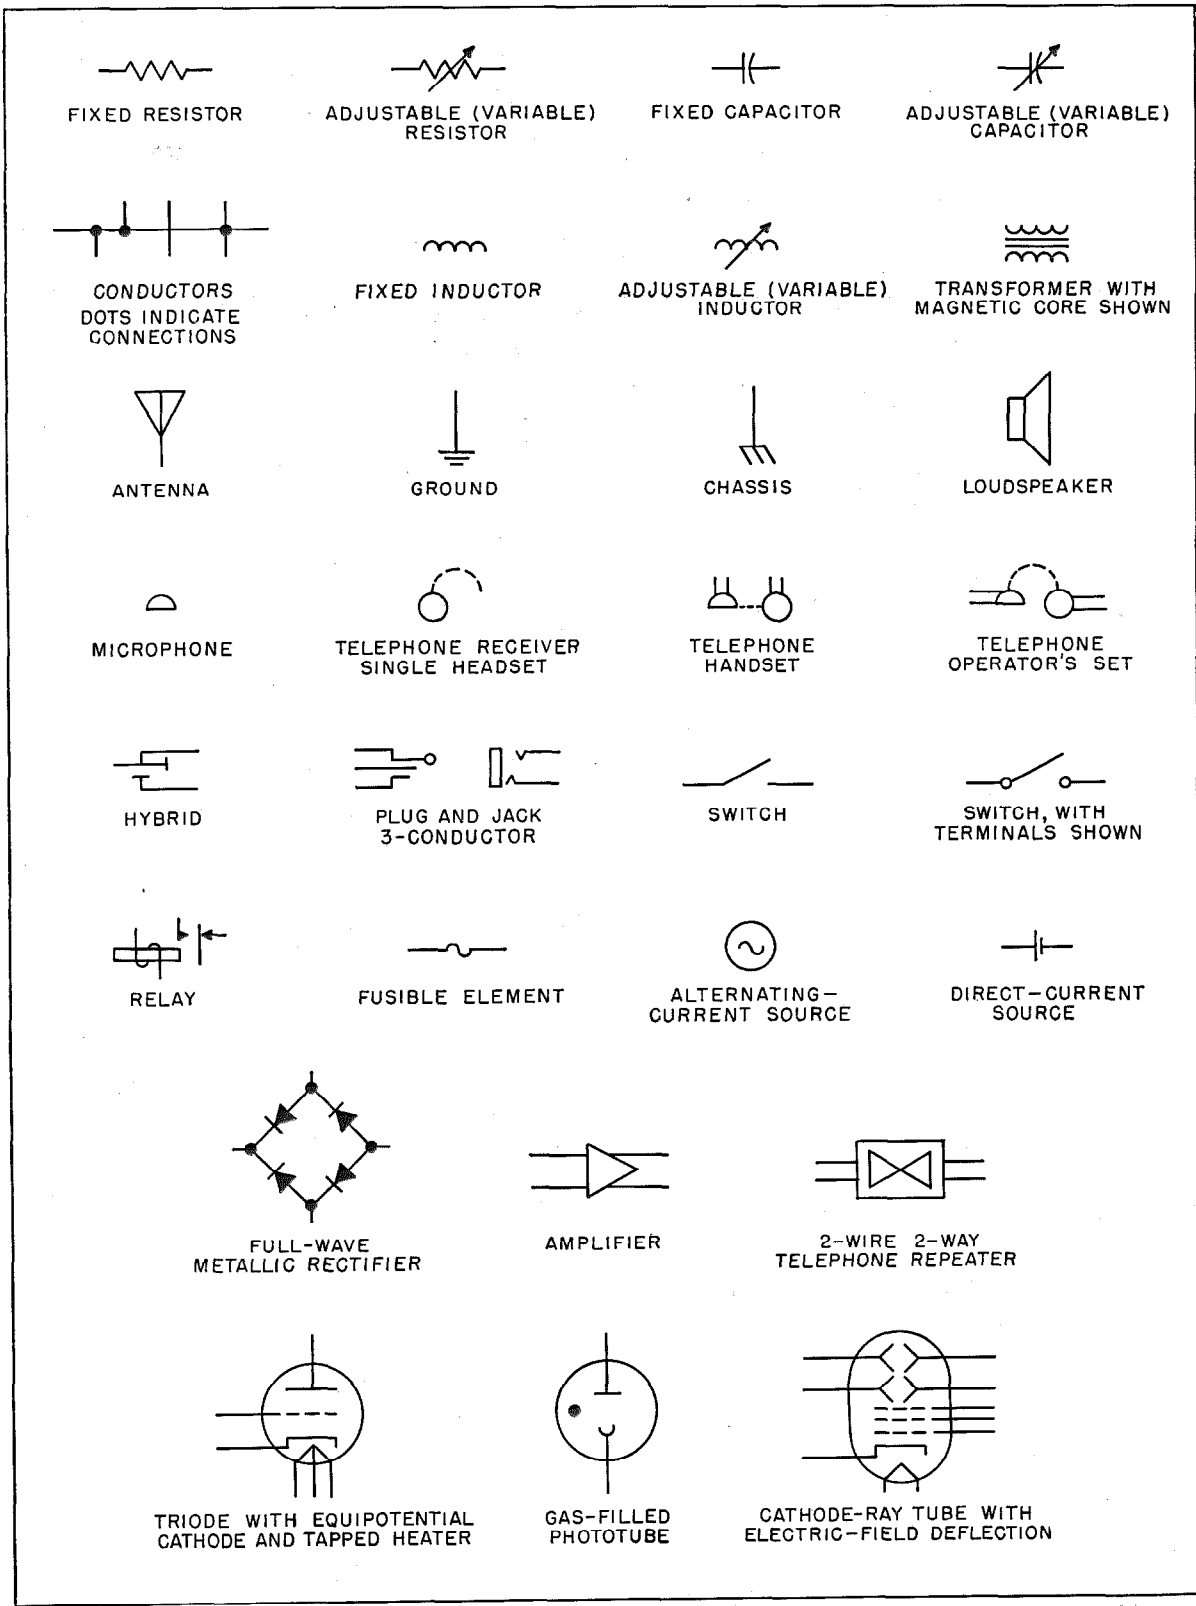 FIXED RESISTOR
ADJUSTABLE (VARIABLE)
RESISTOR
FIXED CAPACITOR
ADJUSTABLE (VARIABLE)
CAPACITOR
CONDUCTORS
DOTS INDICATE
CONNECTIONS
FIXED INDUCTOR
ADJUSTABLE (VARIABLE)
INDUCTOR
TRANSFORMER WITH
MAGNETIC CORE SHOWN
ANTENNA
GROUND
CHASSIS
LOUDSPEAKER
MICROPHONE
TELEPHONE RECEIVER
SINGLE HEADSET
TELEPHONE
HANDSET
TELEPHONE
OPERATOR'S SET
HYBRID
PLUG AND JACK
3-CONDUCTOR
SWITCH
SWITCH, WITH
TERMINALS SHOWN
RELAY
FUSIBLE ELEMENT
ALTERNATING-
CURRENT SOURCE
DIRECT-CURRENT
SOURCE
FULL-WAVE
METALLIC RECTIFIER
AMPLIFIER
2-WIRE 2-WAY
TELEPHONE REPEATER
TRIODE WITH EQUIPOTENTIAL
CATHODE AND TAPPED HEATER
GAS-FILLED
PHOTOTUBE
CATHODE-RAY TUBE WITH
ELECTRIC-FIELD DEFLECTION